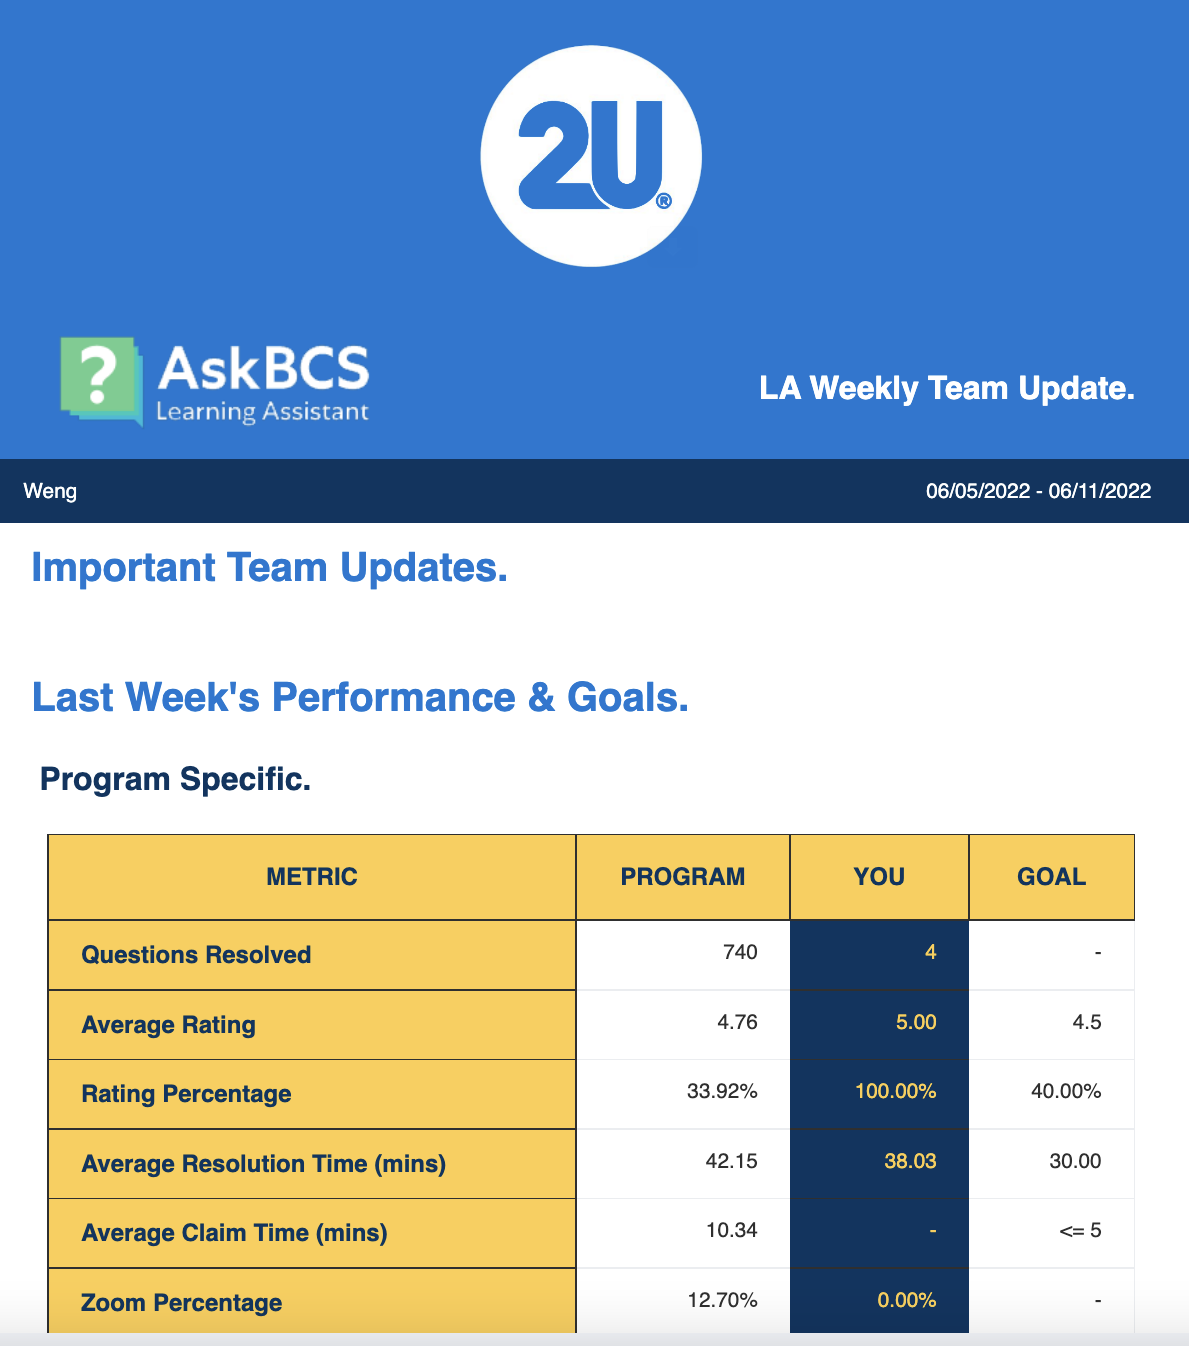 2U®
? AskBCS
Learning Assistant
LA Weekly Team Update.
Weng 06/05/2022 - 06/11/2022
Important Team Updates.
Last Week's Performance & Goals.
Program Specific.
METRIC PROGRAM YOU GOAL
Questions Resolved 740 4 -
Average Rating 4.76 5.00 4.5
Rating Percentage 33.92% 100.00% 40.00%
Average Resolution Time (mins) 42.15 38.03 30.00
Average Claim Time (mins) 10.34 - <= 5
Zoom Percentage 12.70% 0.00% -